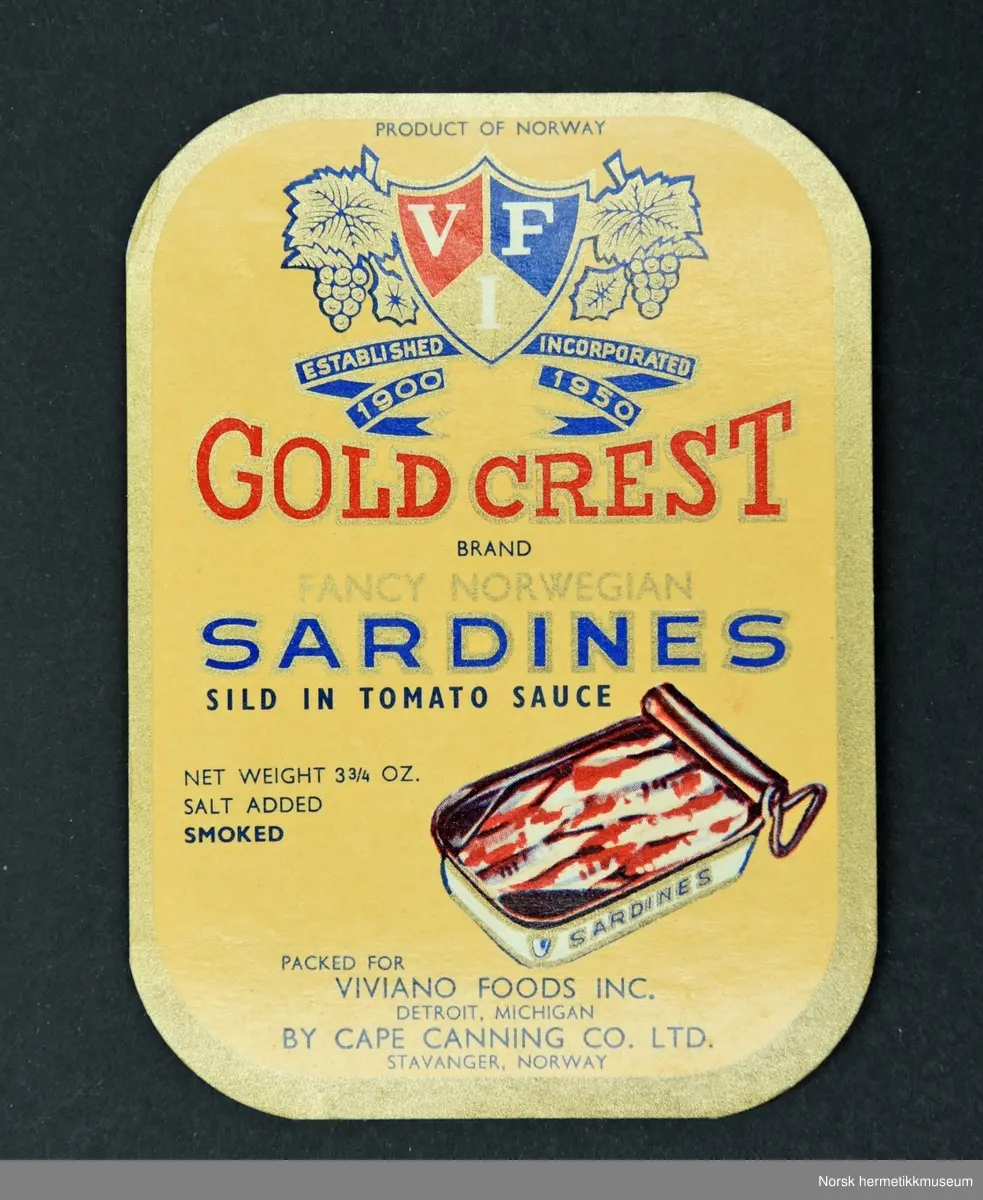 PRODUCT OF NORWAY
V F
I
ESTABLISHED INCORPORATED
1900 1950
GOLD CREST
BRAND
FANCY NORWEGIAN
SARDINES
SILD IN TOMATO SAUCE
NET WEIGHT 3 3/4 OZ.
SALT ADDED
SMOKED
SARDINES
PACKED FOR
VIVIANO FOODS INC.
DETROIT, MICHIGAN
BY CAPE CANNING CO. LTD.
STAVANGER, NORWAY
Norsk hermetikkmuseum